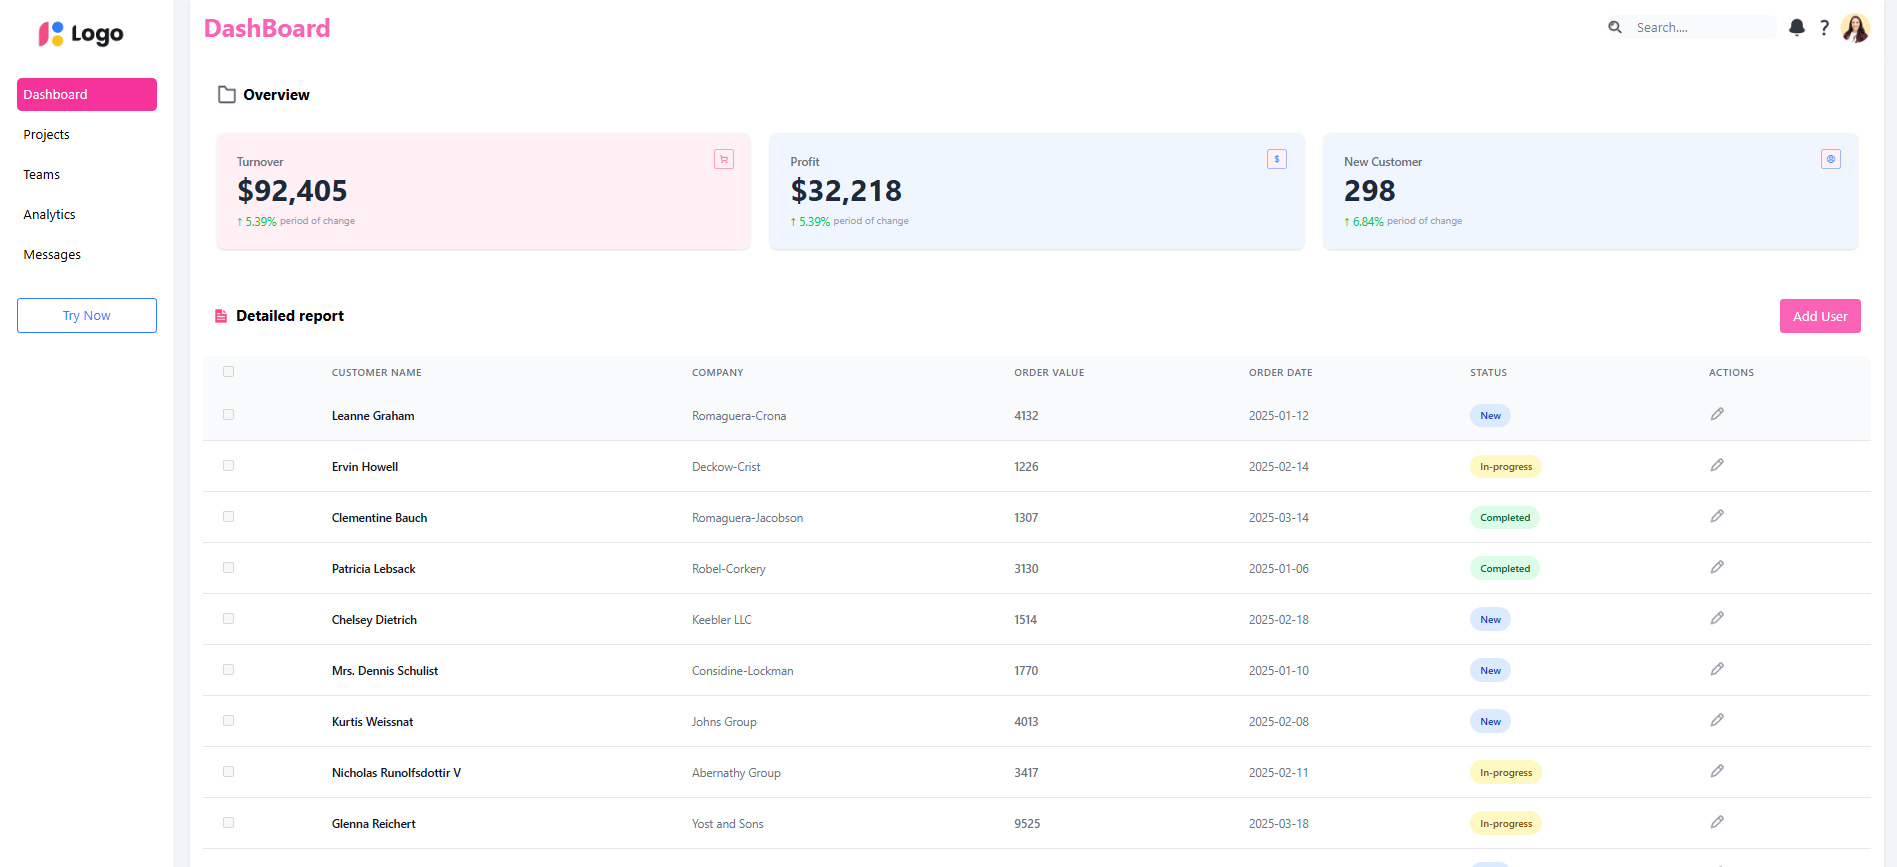 Logo
DashBoard
Search....
?
Dashboard
Projects
Teams
Analytics
Messages
Try Now
Overview
Turnover
$92,405
↑ 5.39% period of change
Profit
$
$32,218
↑ 5.39% period of change
New Customer
298
↑ 6.84% period of change
Detailed report
Add User
CUSTOMER NAME COMPANY ORDER VALUE ORDER DATE STATUS ACTIONS
Leanne Graham Romaguera-Crona 4132 2025-01-12 New
Ervin Howell Deckow-Crist 1226 2025-02-14 In-progress
Clementine Bauch Romaguera-Jacobson 1307 2025-03-14 Completed
Patricia Lebsack Robel-Corkery 3130 2025-01-06 Completed
Chelsey Dietrich Keebler LLC 1514 2025-02-18 New
Mrs. Dennis Schulist Considine-Lockman 1770 2025-01-10 New
Kurtis Weissnat Johns Group 4013 2025-02-08 New
Nicholas Runolfsdottir V Abernathy Group 3417 2025-02-11 In-progress
Glenna Reichert Yost and Sons 9525 2025-03-18 In-progress